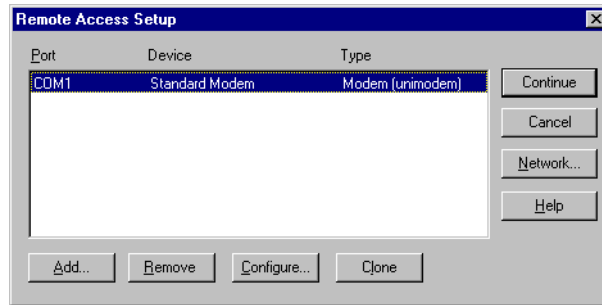 Remote Access Setup
Port Device Type
COM1 Standard Modem Modem (unimodem)
Continue
Cancel
Network...
Help
Add... Remove Configure... Clone